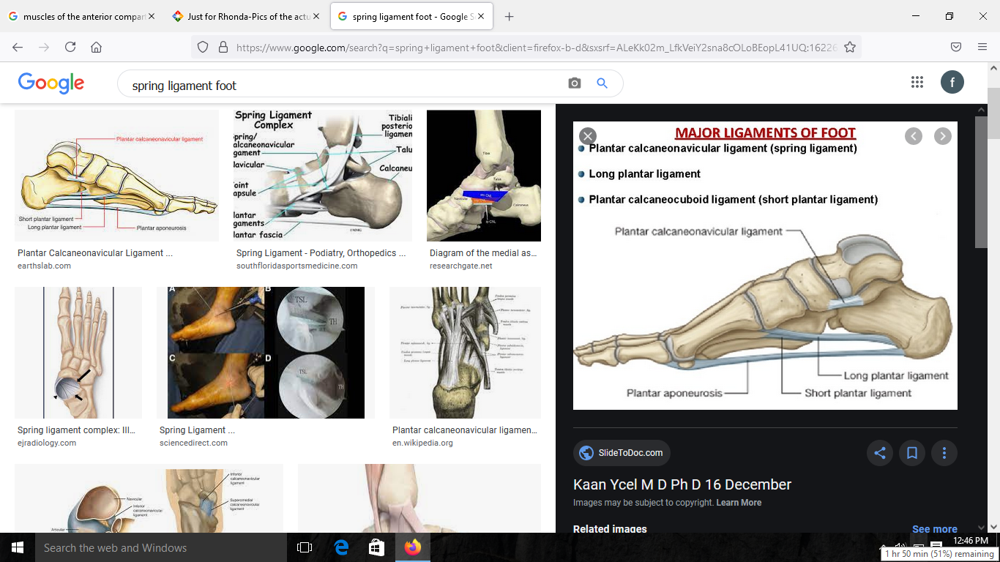 muscles of the anterior compart
Just for Rhonda-Pics of the actu
spring ligament foot - Google S
https://www.google.com/search?q=spring+ligament+foot&client=firefox-b-d&sxsrf=ALeKk02m_LfkVeiY2sna8cOLoBEopL41UQ:16226
Google
spring ligament foot
f
Plantar calcaneonavicular ligament
Short plantar ligament
Long plantar ligament
Plantar aponeurosis
Plantar Calcaneonavicular Ligament ...
earthslab.com
Spring Ligament
Complex
Tibiali
posterio
ligamen
pring/
alcaneonavicular
gament
Talu
avicular
Calcaneu
oint
apsule
lantar
gaments
lantar fascia
©MMG
Spring Ligament - Podiatry, Orthopedics ...
southfloridasportsmedicine.com
Tibia
Talus
Navicular
Calcaneus
CNL
Diagram of the medial as...
researchgate.net
Spring ligament complex: Ill...
ejradiology.com
A
B
TSL
TH
C
D
TSL
TH
Spring Ligament ...
sciencedirect.com
Plantar calcaneonavicular ligamen...
en.wikipedia.org
Navicular
Inferior
calcaneonavicular
ligament
Articular
Inferior
calcaneonavicular
ligament
Superomedial
calcaneonavicular
ligament
MAJOR LIGAMENTS OF FOOT
Plantar calcaneonavicular ligament (spring ligament)
Long plantar ligament
Plantar calcaneocuboid ligament (short plantar ligament)
Plantar calcaneonavicular ligament
Long plantar ligament
Plantar aponeurosis
Short plantar ligament
SlideToDoc.com
Kaan Ycel M D Ph D 16 December
Images may be subject to copyright. Learn More
Related images
See more
Search the web and Windows
12:46 PM
1 hr 50 min (51%) remaining